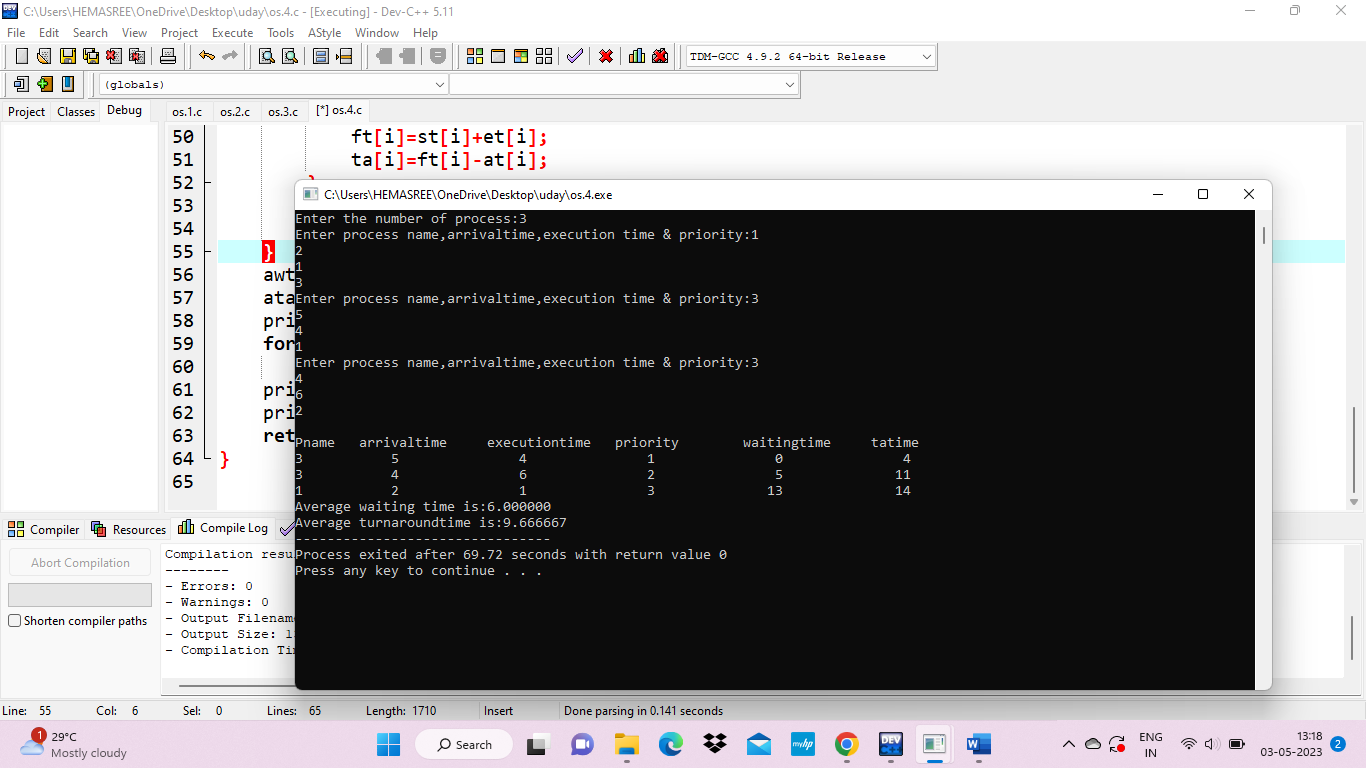 C:\Users\HEMASREE\OneDrive\Desktop\uday\os.4.c - [Executing] - Dev-C++ 5.11
File Edit Search View Project Execute Tools AStyle Window Help
TDM-GCC 4.9.2 64-bit Release
(globals)
Project Classes Debug os.1.c os.2.c os.3.c [*] os.4.c
50 ft[i]=st[i]+et[i];
51 ta[i]=ft[i]-at[i];
52
53
54
55 }
56 awt
57 ata
58 pri
59 for
60
61 pri
62 pri
63 ret
64 }
65
C:\Users\HEMASREE\OneDrive\Desktop\uday\os.4.exe
Enter the number of process:3
Enter process name,arrivaltime,execution time & priority:1
2
1
3
Enter process name,arrivaltime,execution time & priority:3
5
4
1
Enter process name,arrivaltime,execution time & priority:3
4
6
2
Pname arrivaltime executiontime priority waitingtime tatime
3 5 4 1 0 4
3 4 6 2 5 11
1 2 1 3 13 14
Average waiting time is:6.000000
Average turnaroundtime is:9.666667
--------------------------------
Process exited after 69.72 seconds with return value 0
Press any key to continue . . .
Compiler Resources Compile Log
Abort Compilation
Shorten compiler paths
Compilation resu
--------
- Errors: 0
- Warnings: 0
- Output Filenam
- Output Size: 1
- Compilation Ti
Line: 55 Col: 6 Sel: 0 Lines: 65 Length: 1710 Insert Done parsing in 0.141 seconds
1
29°C
Mostly cloudy
Search
DEV
ENG
IN
13:18
03-05-2023
2